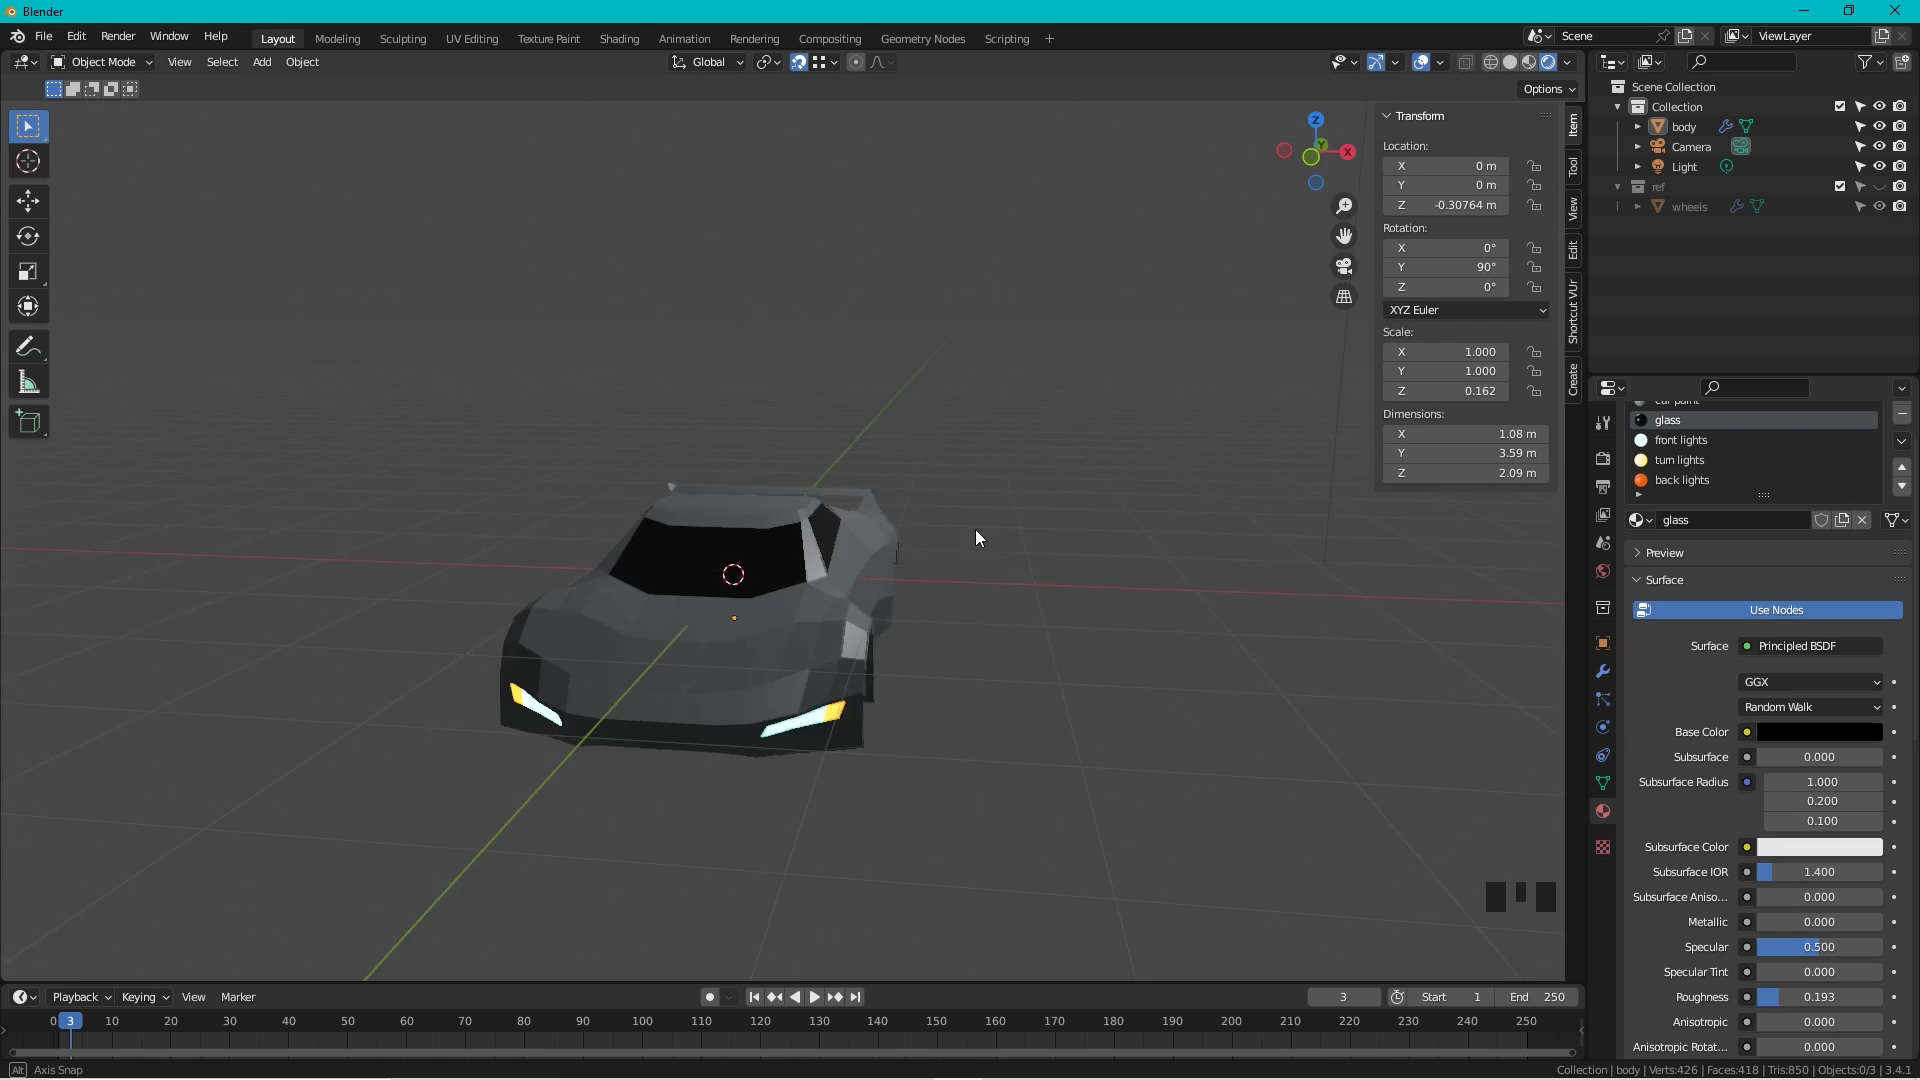 Blender
File Edit Render Window Help Layout Modeling Sculpting UV Editing Texture Paint Shading Animation Rendering Compositing Geometry Nodes Scripting + Scene ViewLayer
Object Mode View Select Add Object Global
Options
Transform
Location:
X 0 m
Y 0 m
Z -0.30764 m
Rotation:
X 0°
Y 90°
Z 0°
XYZ Euler
Scale:
X 1.000
Y 1.000
Z 0.162
Dimensions:
X 1.08 m
Y 3.59 m
Z 2.09 m
Item
Tool
View
Edit
Shortcut VUr
Create
Z
Y
X
Scene Collection
Collection
body
Camera
Light
ref
wheels
car paint
glass
front lights
turn lights
back lights
glass
Preview
Surface
Use Nodes
Surface Principled BSDF
GGX
Random Walk
Base Color
Subsurface 0.000
Subsurface Radius 1.000
0.200
0.100
Subsurface Color
Subsurface IOR 1.400
Subsurface Aniso... 0.000
Metallic 0.000
Specular 0.500
Specular Tint 0.000
Roughness 0.193
Anisotropic 0.000
Anisotropic Rotat... 0.000
Playback Keying View Marker 3 Start 1 End 250
0 3 10 20 30 40 50 60 70 80 90 100 110 120 130 140 150 160 170 180 190 200 210 220 230 240 250
Alt Axis Snap
Collection | body | Verts:426 | Faces:418 | Tris:850 | Objects:0/3 | 3.4.1